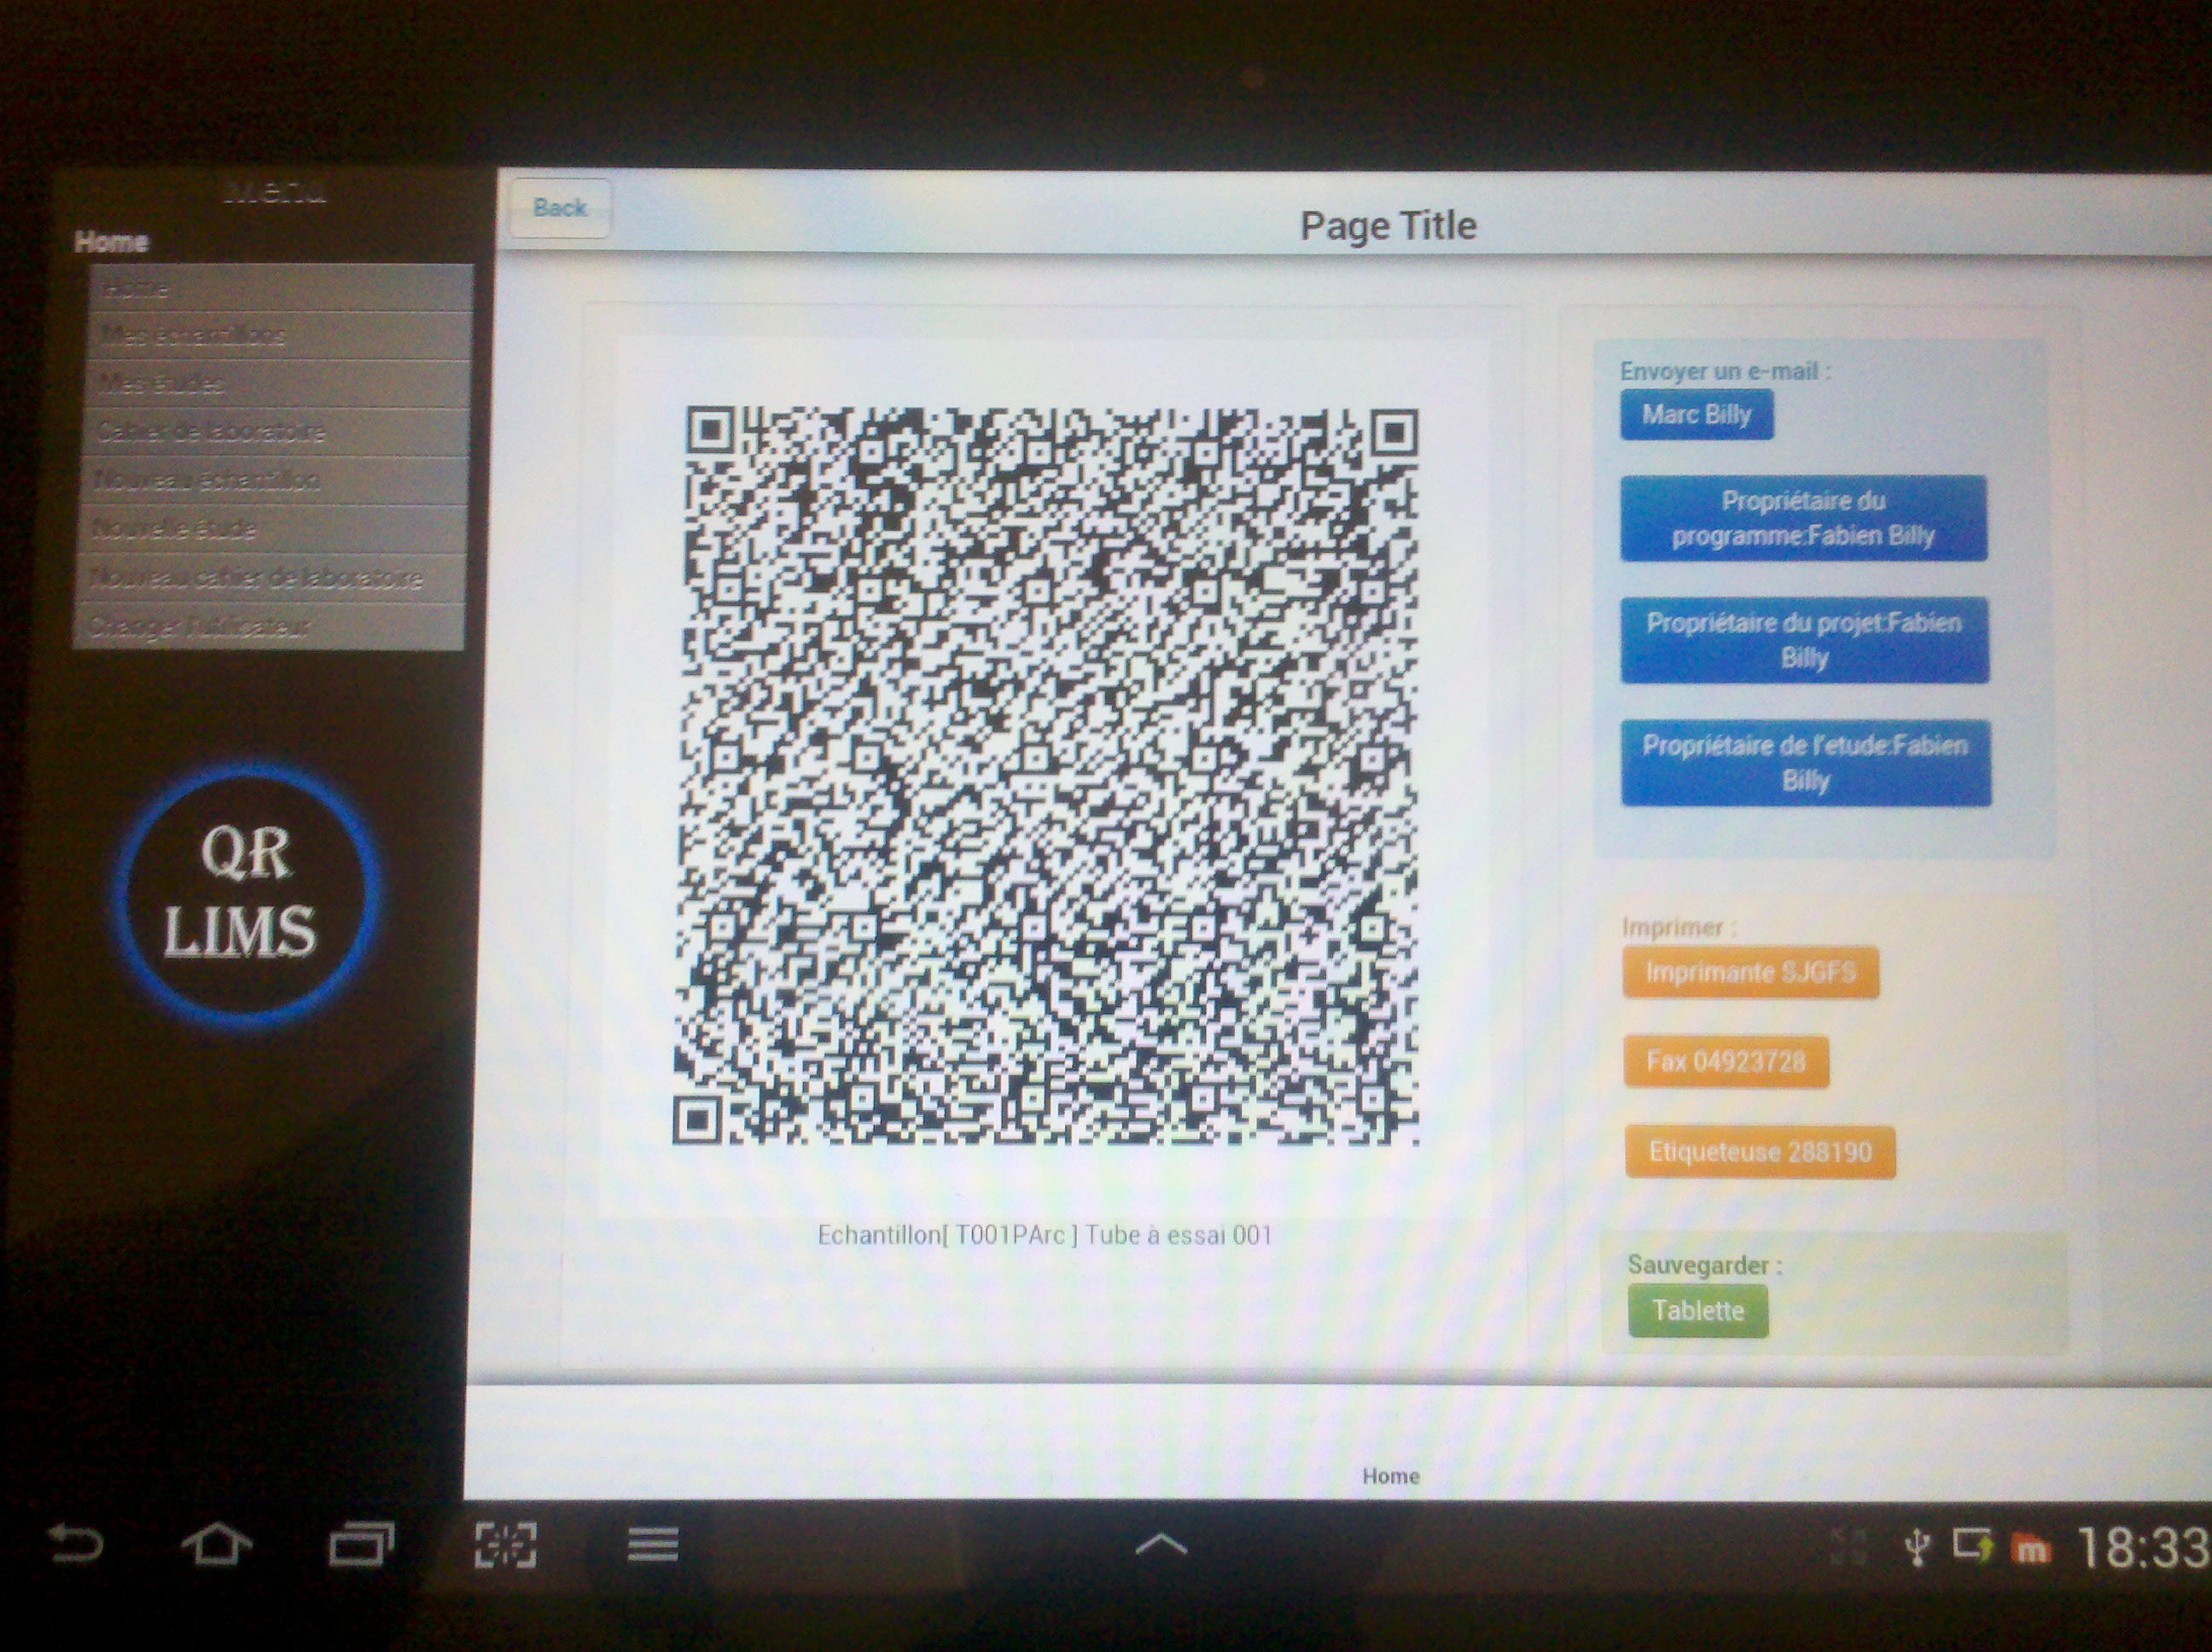 Menu
Home
Home
Mes échantillons
Mes études
Cahier de laboratoire
Nouveau échantillon
Nouvelle étude
Nouveau cahier de laboratoire
Changer l'utilicateur
QR
LIMS
Back
Page Title
Echantillon[ T001PArc ] Tube à essai 001
Envoyer un e-mail :
Marc Billy
Propriétaire du
programme:Fabien Billy
Propriétaire du projet:Fabien
Billy
Propriétaire de l'etude:Fabien
Billy
Imprimer :
Imprimante SJGFS
Fax 04923728
Etiqueteuse 288190
Sauvegarder :
Tablette
Home
m
18:33